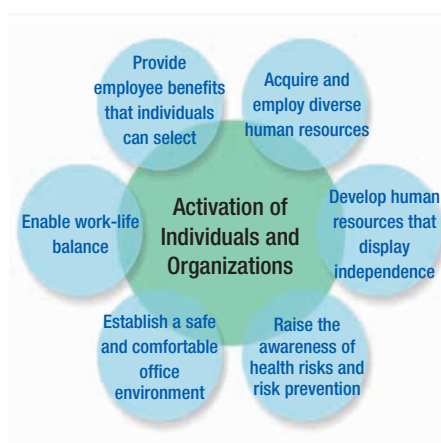 Provide
employee benefits
that individuals
can select
Acquire and
employ diverse
human resources
Enable work-life
balance
Activation of
Individuals and
Organizations
Develop human
resources that
display
independence
Establish a safe
and comfortable
office
environment
Raise the
awareness of
health risks and
risk prevention